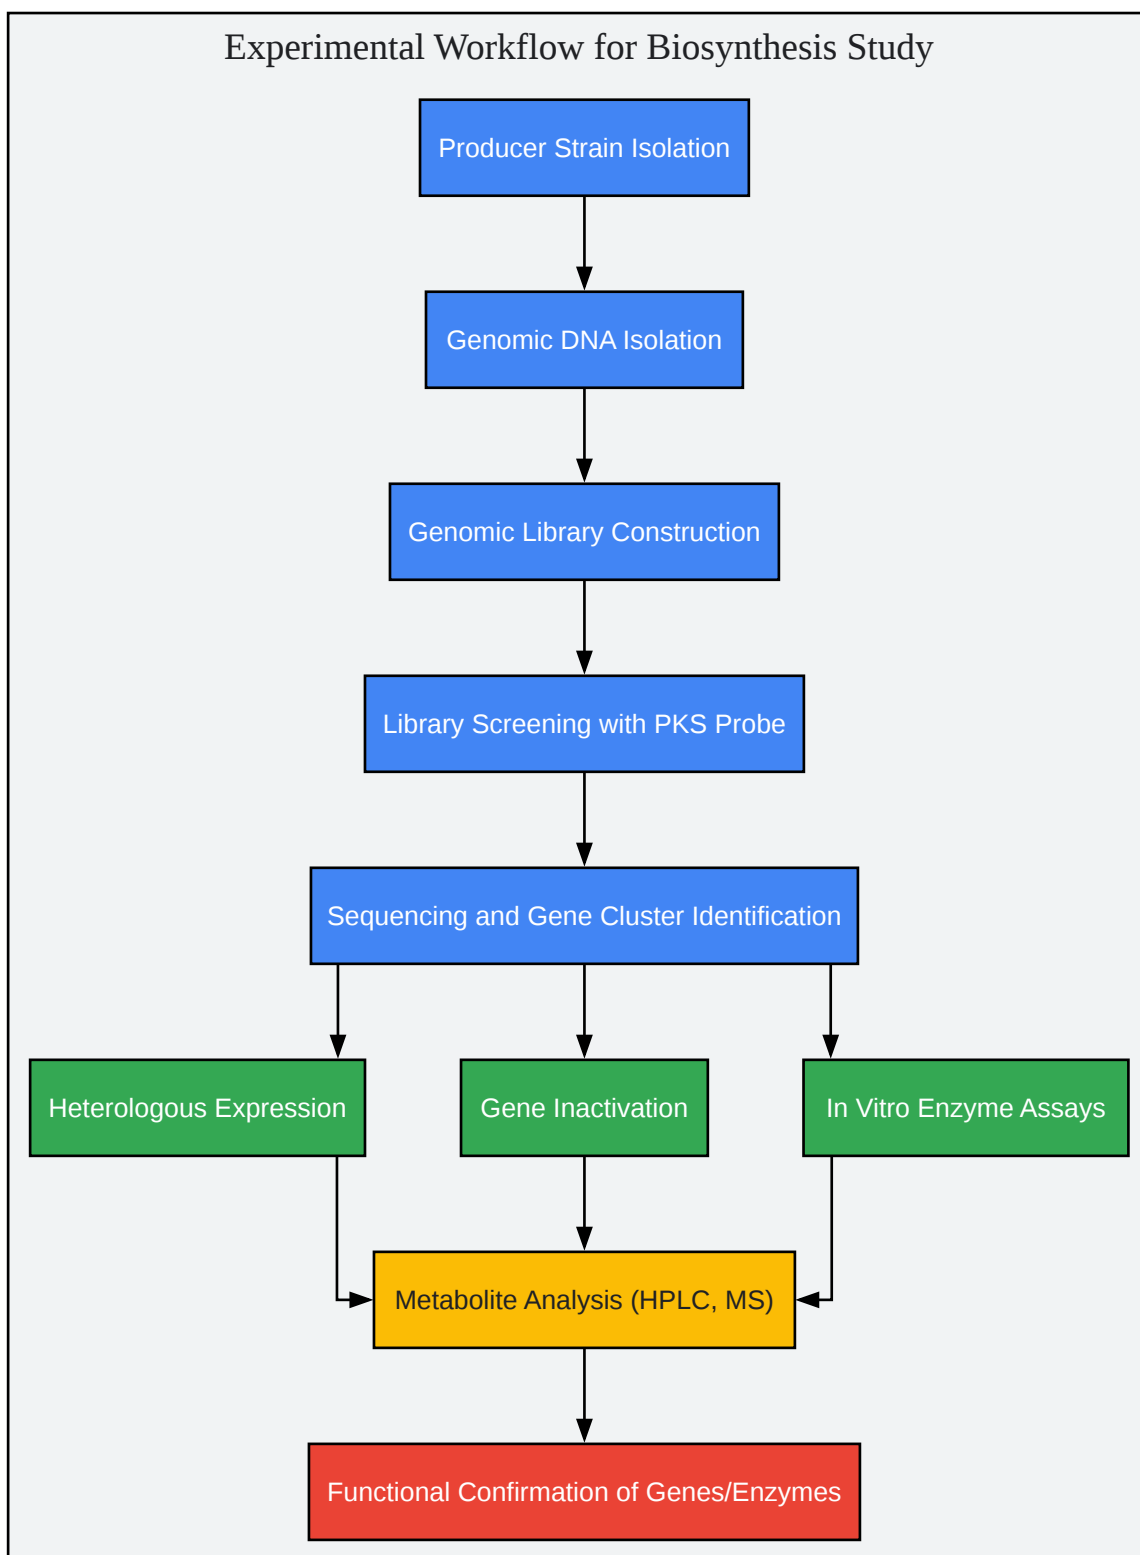 Experimental Workflow for Biosynthesis Study
Producer Strain Isolation
Genomic DNA Isolation
Genomic Library Construction
Library Screening with PKS Probe
Sequencing and Gene Cluster Identification
Heterologous Expression
Gene Inactivation
In Vitro Enzyme Assays
Metabolite Analysis (HPLC, MS)
Functional Confirmation of Genes/Enzymes